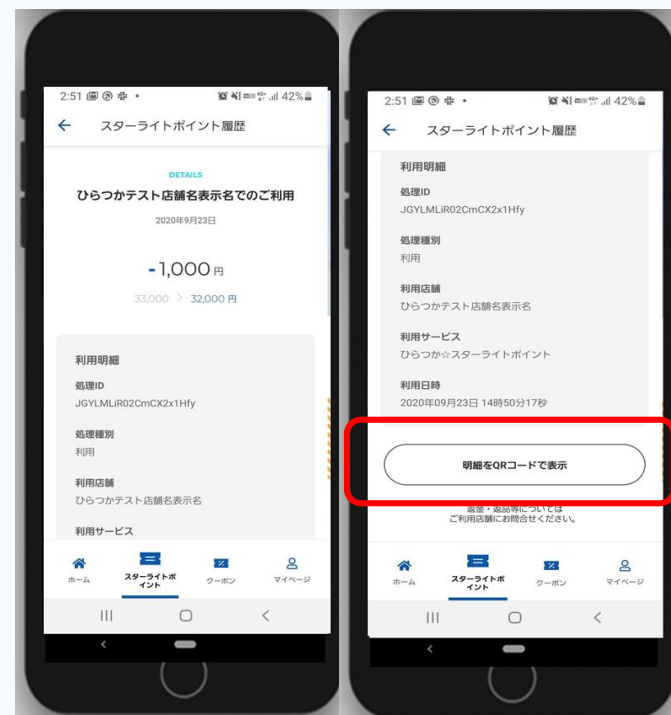 2:51
42%
スターライトポイント履歴
DETAILS
ひらつかテスト店舗名表示名でのご利用
2020年9月23日
-1,000 円
33,000 > 32,000 円
利用明細
処理ID
JGYLMLiR02CmCX2x1Hfy
処理種別
利用
利用店舗
ひらつかテスト店舗名表示名
利用サービス
ホーム
スターライトポ
イント
クーポン
マイページ
2:51
42%
スターライトポイント履歴
利用明細
処理ID
JGYLMLiR02CmCX2x1Hfy
処理種別
利用
利用店舗
ひらつかテスト店舗名表示名
利用サービス
ひらつか☆スターライトポイント
利用日時
2020年09月23日 14時50分17秒
明細をQRコードで表示
返金・返品等については
ご利用店舗にお問合せください。
ホーム
スターライトポ
イント
クーポン
マイページ